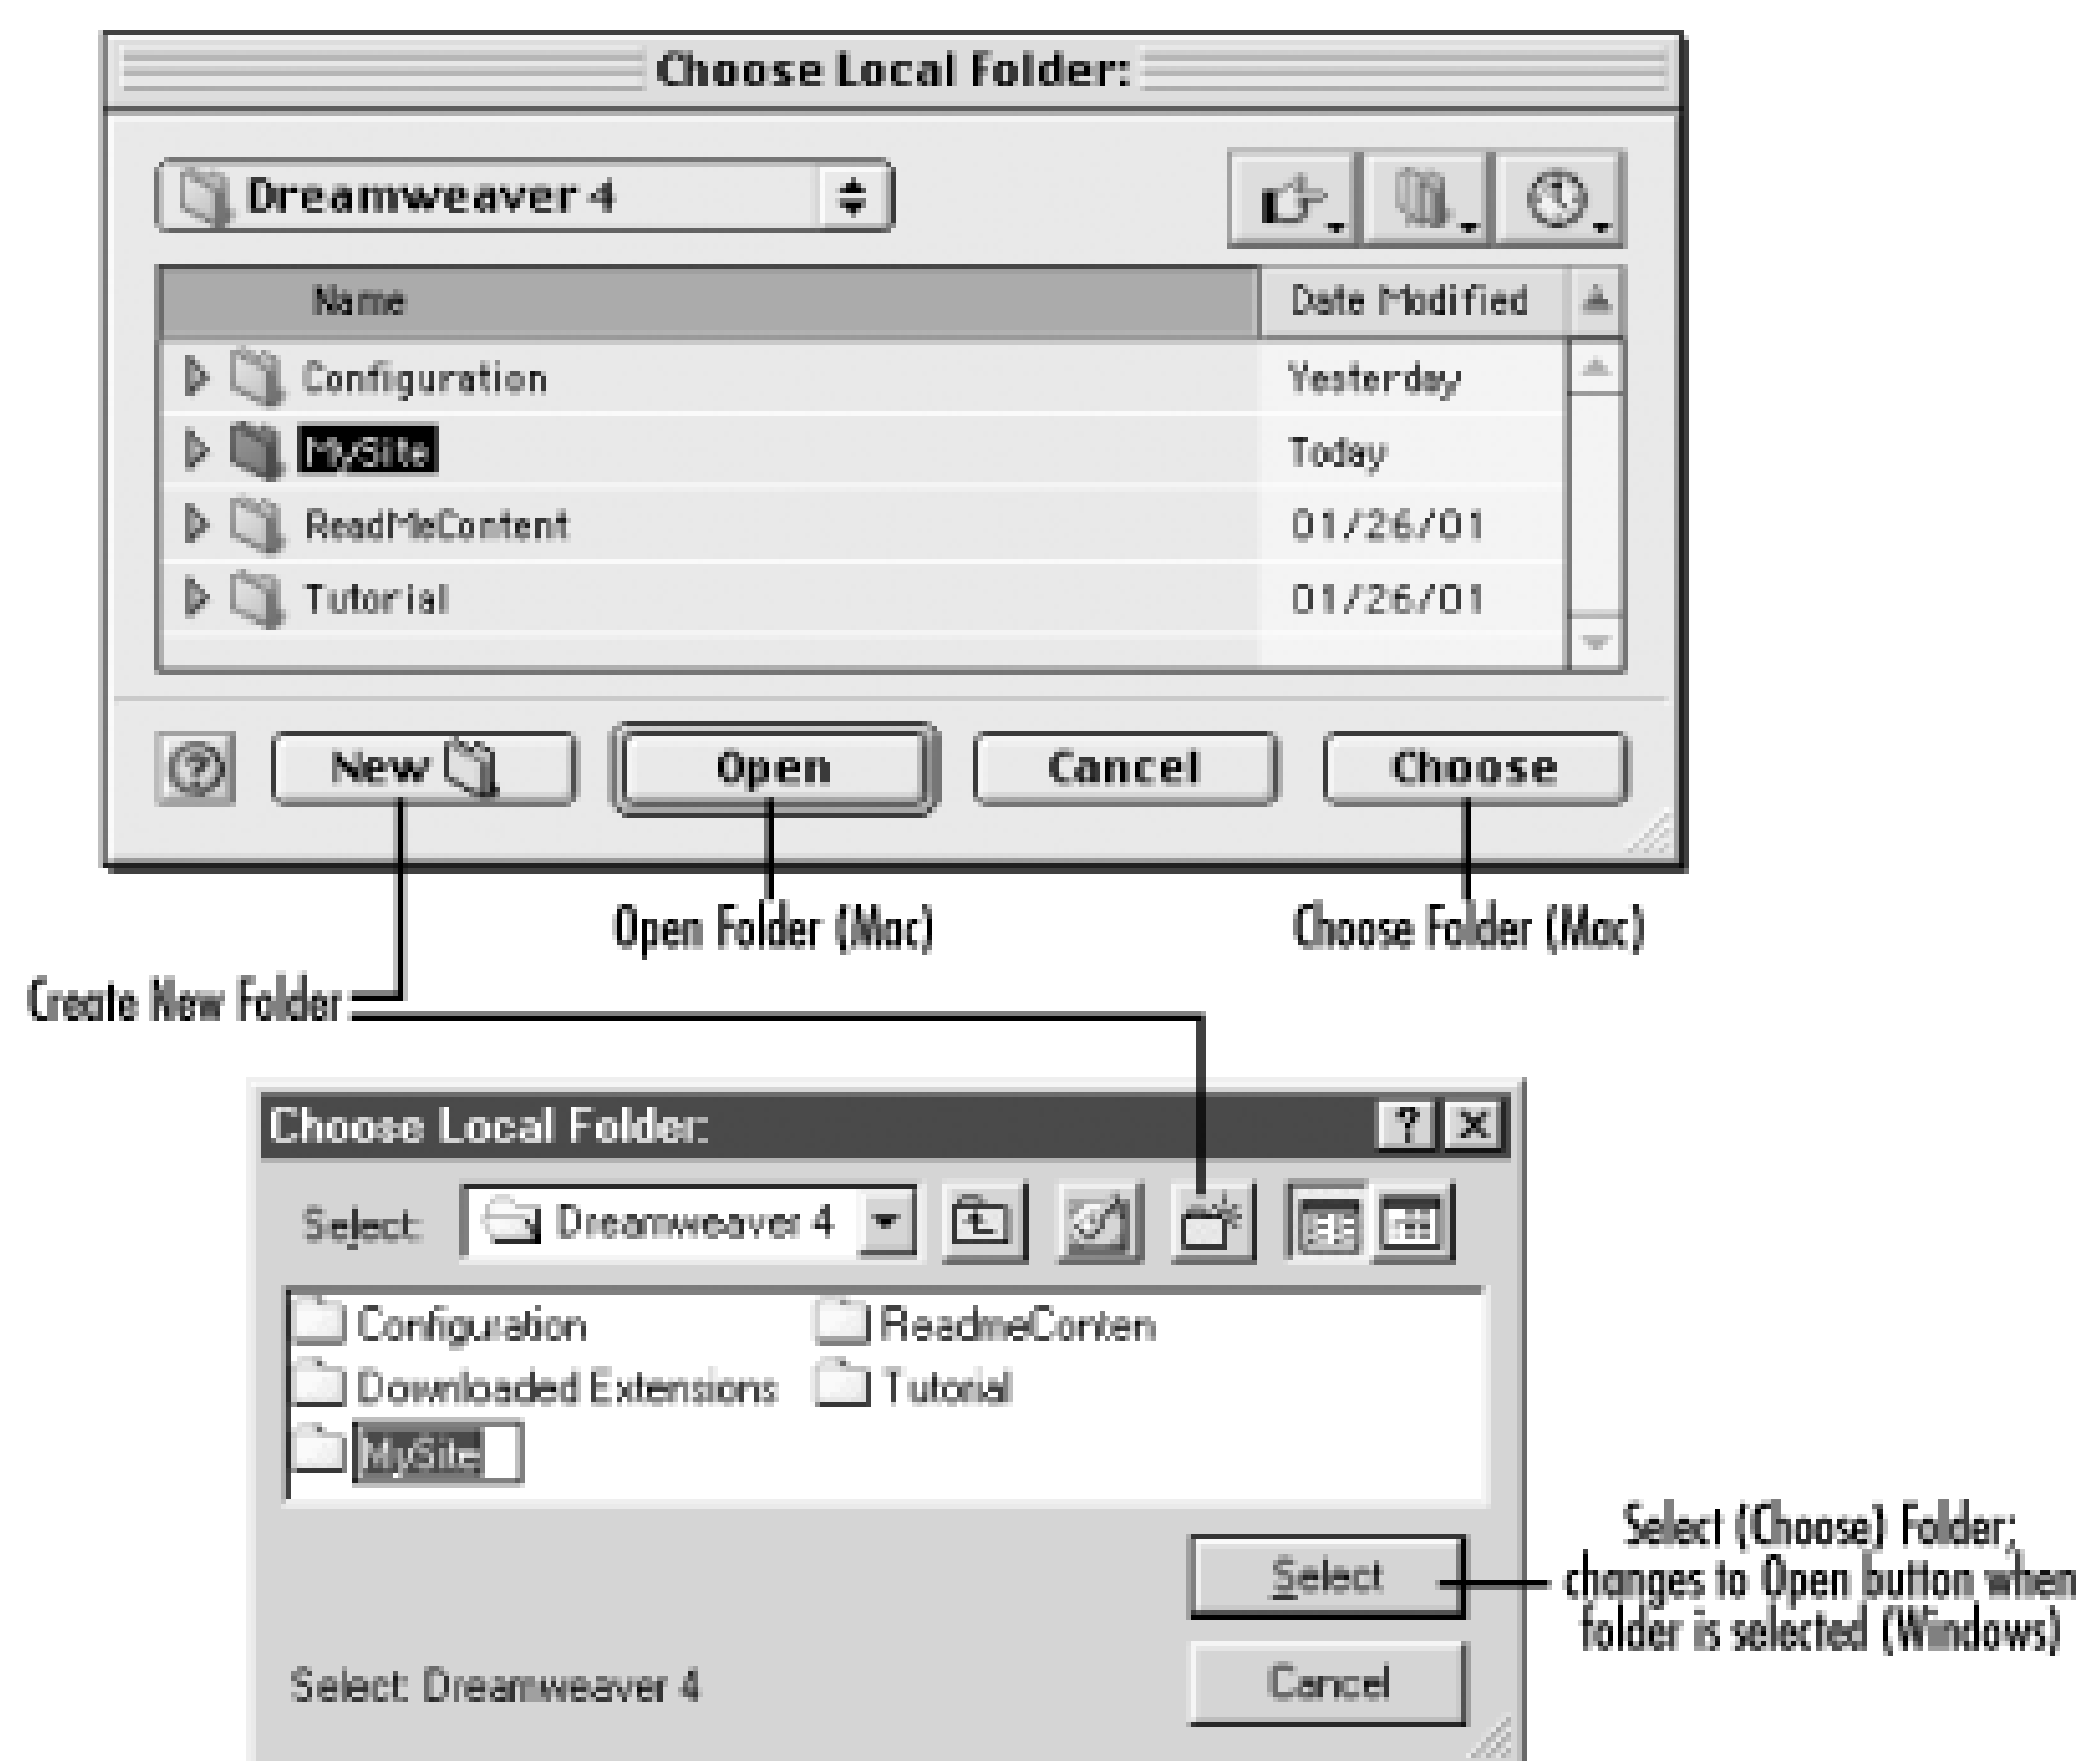 Choose Local Folder:
Dreamweaver 4
Name Date Modified
Configuration Yesterday
MySite Today
ReadMeContent 01/26/01
Tutorial 01/26/01
? New Open Cancel Choose
Open Folder (Mac) Choose Folder (Mac)
Create New Folder
Choose Local Folder: ? X
Select: Dreamweaver 4
Configuration ReadmeConten
Downloaded Extensions Tutorial
MySite
Select
Select (Choose) Folder;
changes to Open button when
folder is selected (Windows)
Select: Dreamweaver 4 Cancel